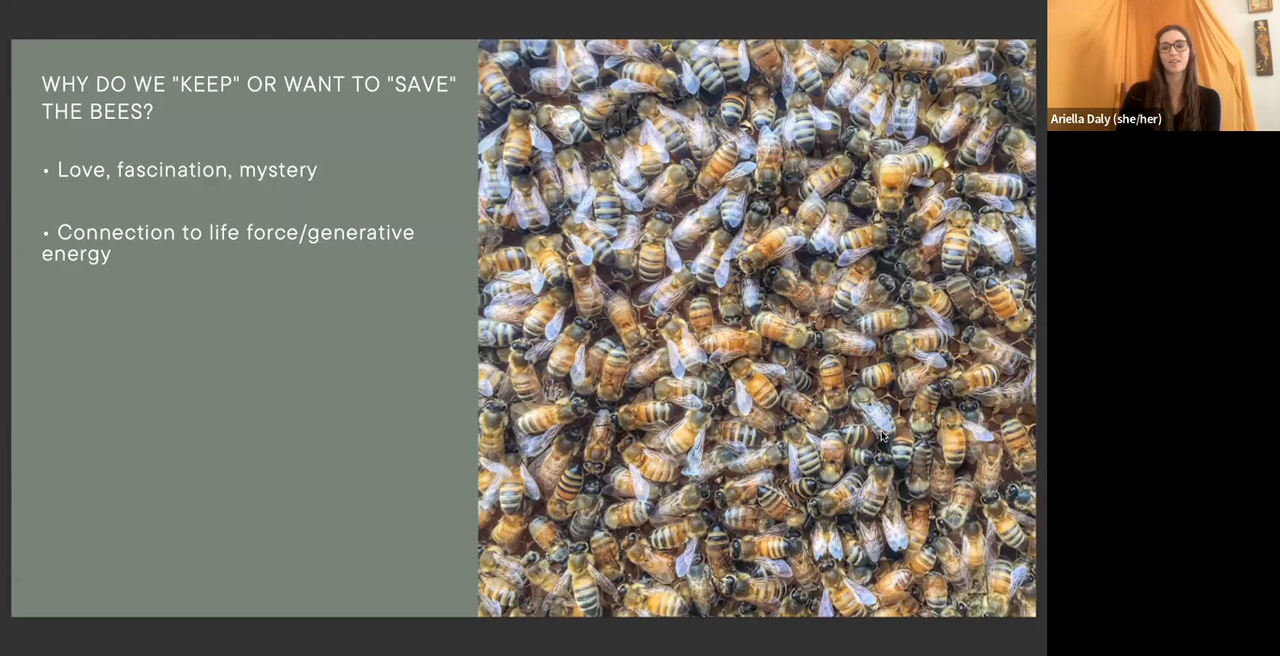 WHY DO WE "KEEP" OR WANT TO "SAVE"
THE BEES?
• Love, fascination, mystery
• Connection to life force/generative
energy
Ariella Daly (she/her)